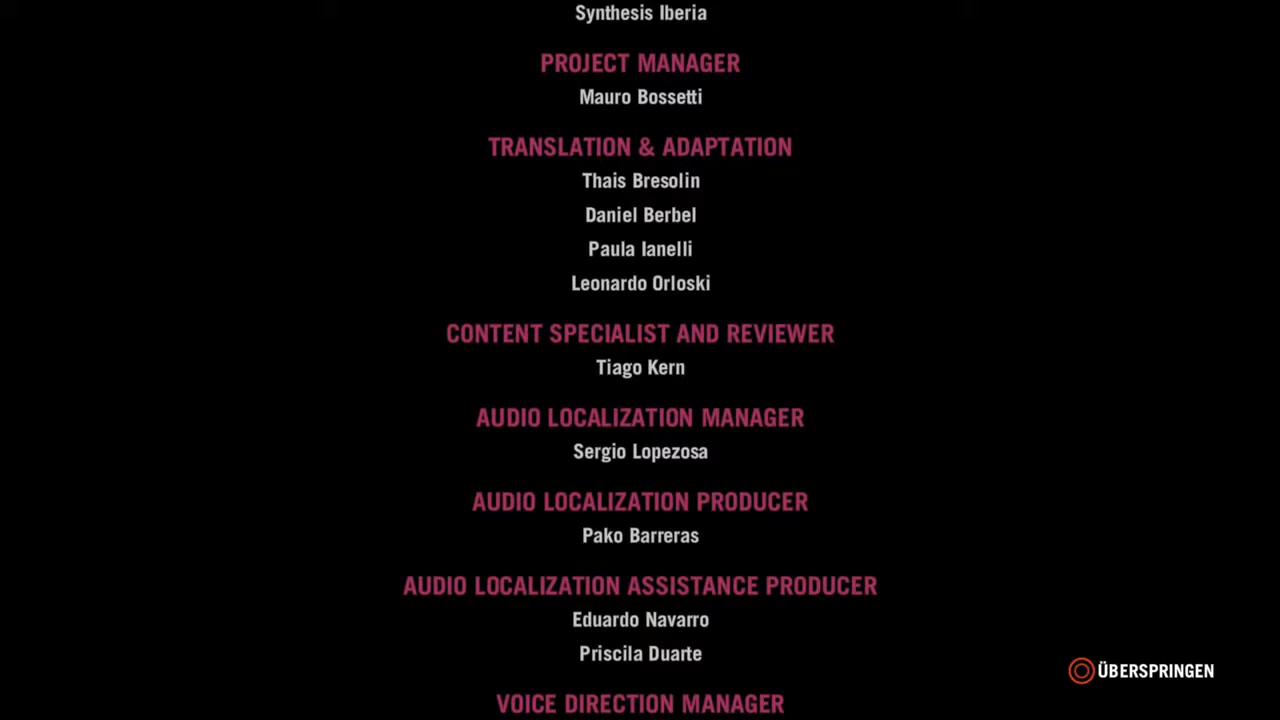 Synthesis Iberia
PROJECT MANAGER
Mauro Bossetti
TRANSLATION & ADAPTATION
Thais Bresolin
Daniel Berbel
Paula Ianelli
Leonardo Orloski
CONTENT SPECIALIST AND REVIEWER
Tiago Kern
AUDIO LOCALIZATION MANAGER
Sergio Lopezosa
AUDIO LOCALIZATION PRODUCER
Pako Barreras
AUDIO LOCALIZATION ASSISTANCE PRODUCER
Eduardo Navarro
Priscila Duarte
ÜBERSPRINGEN
VOICE DIRECTION MANAGER